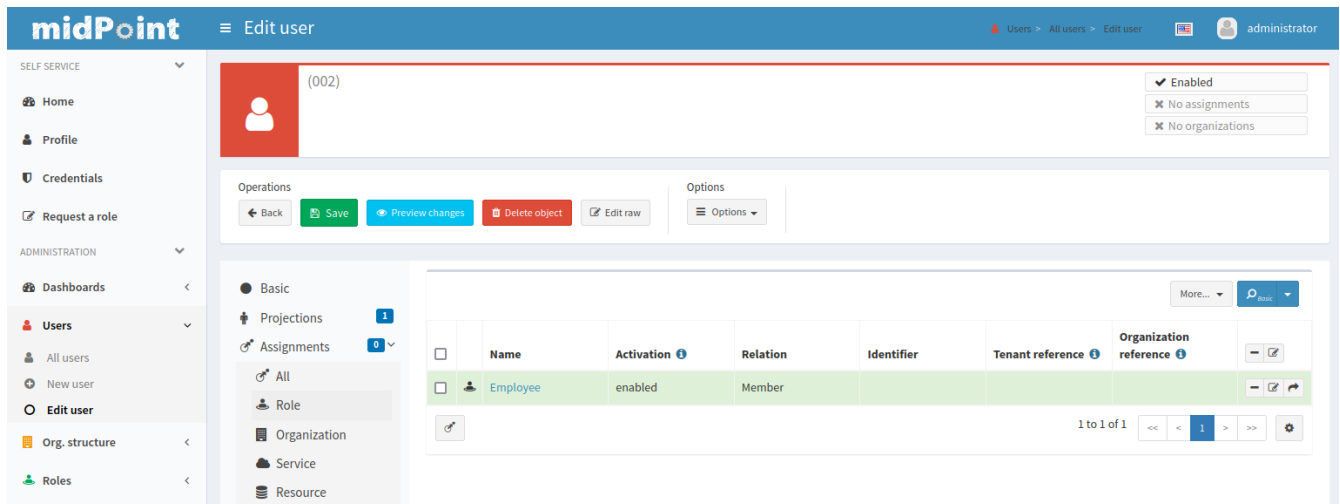 midPoint
Edit user
Users > All users > Edit user
administrator
SELF SERVICE
Home
Profile
Credentials
Request a role
ADMINISTRATION
Dashboards
Users
All users
New user
Edit user
Org. structure
Roles
(002)
Enabled
No assignments
No organizations
Operations
Back
Save
Preview changes
Delete object
Edit raw
Options
Options
Basic
Projections 1
Assignments 0
All
Role
Organization
Service
Resource
More...
Basic
Name Activation Relation Identifier Tenant reference Organization reference
Employee enabled Member
1 to 1 of 1 << < 1 > >>